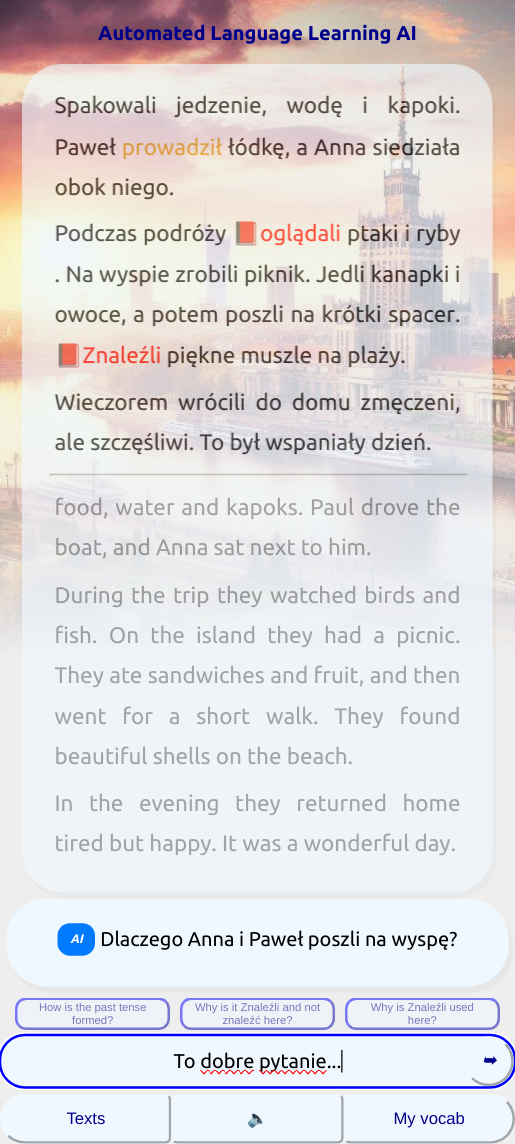 Automated Language Learning AI
Spakowali jedzenie, wodę i kapoki.
Paweł prowadził łódkę, a Anna siedziała
obok niego.
Podczas podróży 📕oglądali ptaki i ryby
. Na wyspie zrobili piknik. Jedli kanapki i
owoce, a potem poszli na krótki spacer.
📕Znaleźli piękne muszle na plaży.
Wieczorem wrócili do domu zmęczeni,
ale szczęśliwi. To był wspaniały dzień.
food, water and kapoks. Paul drove the
boat, and Anna sat next to him.
During the trip they watched birds and
fish. On the island they had a picnic.
They ate sandwiches and fruit, and then
went for a short walk. They found
beautiful shells on the beach.
In the evening they returned home
tired but happy. It was a wonderful day.
AI Dlaczego Anna i Paweł poszli na wyspę?
How is the past tense
formed?
Why is it Znaleźli and not
znaleźć here?
Why is Znaleźli used
here?
To dobre pytanie...
Texts
My vocab